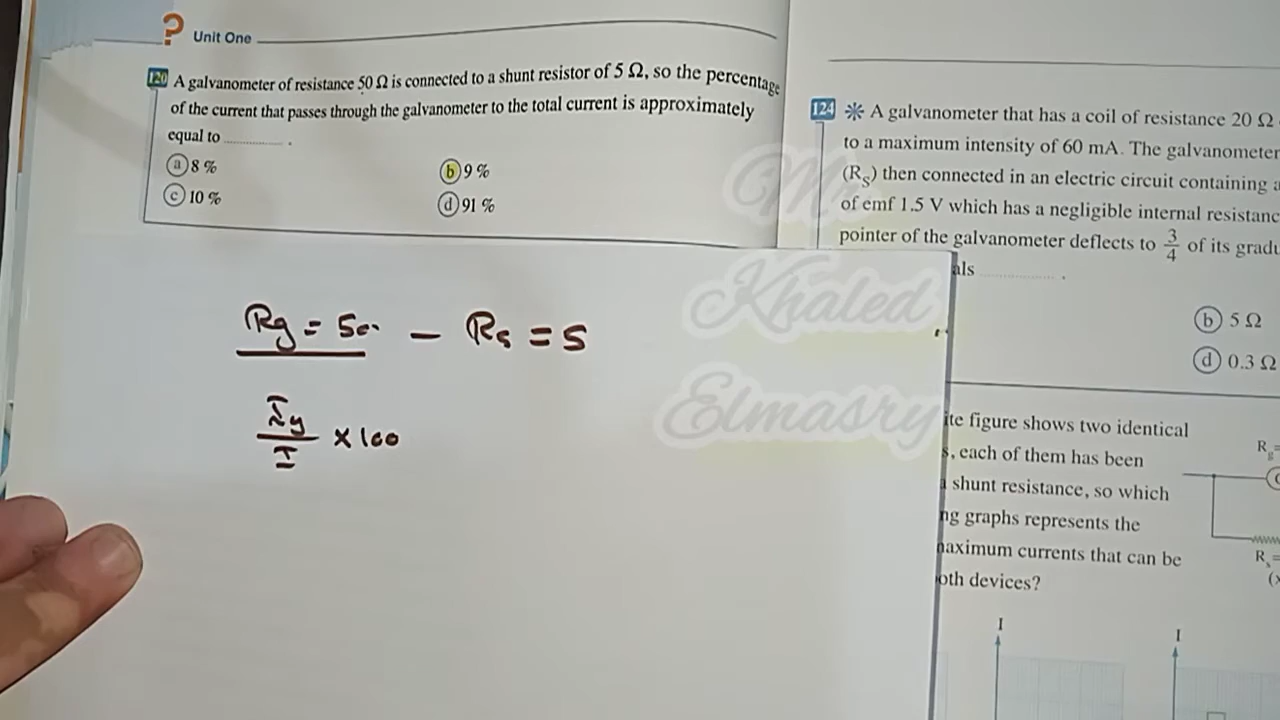 ? Unit One
120 A galvanometer of resistance 50 Ω is connected to a shunt resistor of 5 Ω, so the percentage
of the current that passes through the galvanometer to the total current is approximately
equal to .............. .
ⓐ 8 %
ⓑ 9 %
ⓒ 10 %
ⓓ 91 %
Rg = 50 - Rs = 5
Ig / I × 100
124 * A galvanometer that has a coil of resistance 20 Ω
to a maximum intensity of 60 mA. The galvanometer
(Rs) then connected in an electric circuit containing a
of emf 1.5 V which has a negligible internal resistanc
pointer of the galvanometer deflects to 3/4 of its gradu
als .............. .
ⓑ 5 Ω
ⓓ 0.3 Ω
ite figure shows two identical
s, each of them has been
shunt resistance, so which
ng graphs represents the
naximum currents that can be
oth devices?
Rg=
Rs=
I
I
Mr
Khaled
Elmasry